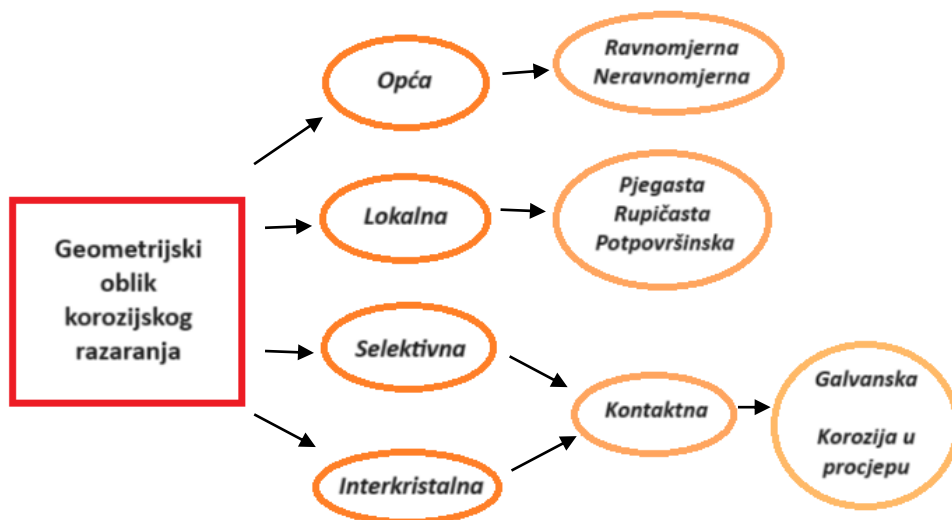 Geometrijski
oblik
korozijskog
razaranja
Opća
Ravnomjerna
Neravnomjerna
Lokalna
Pjegasta
Rupičasta
Potpovršinska
Selektivna
Interkristalna
Kontaktna
Galvanska
Korozija u
procjepu